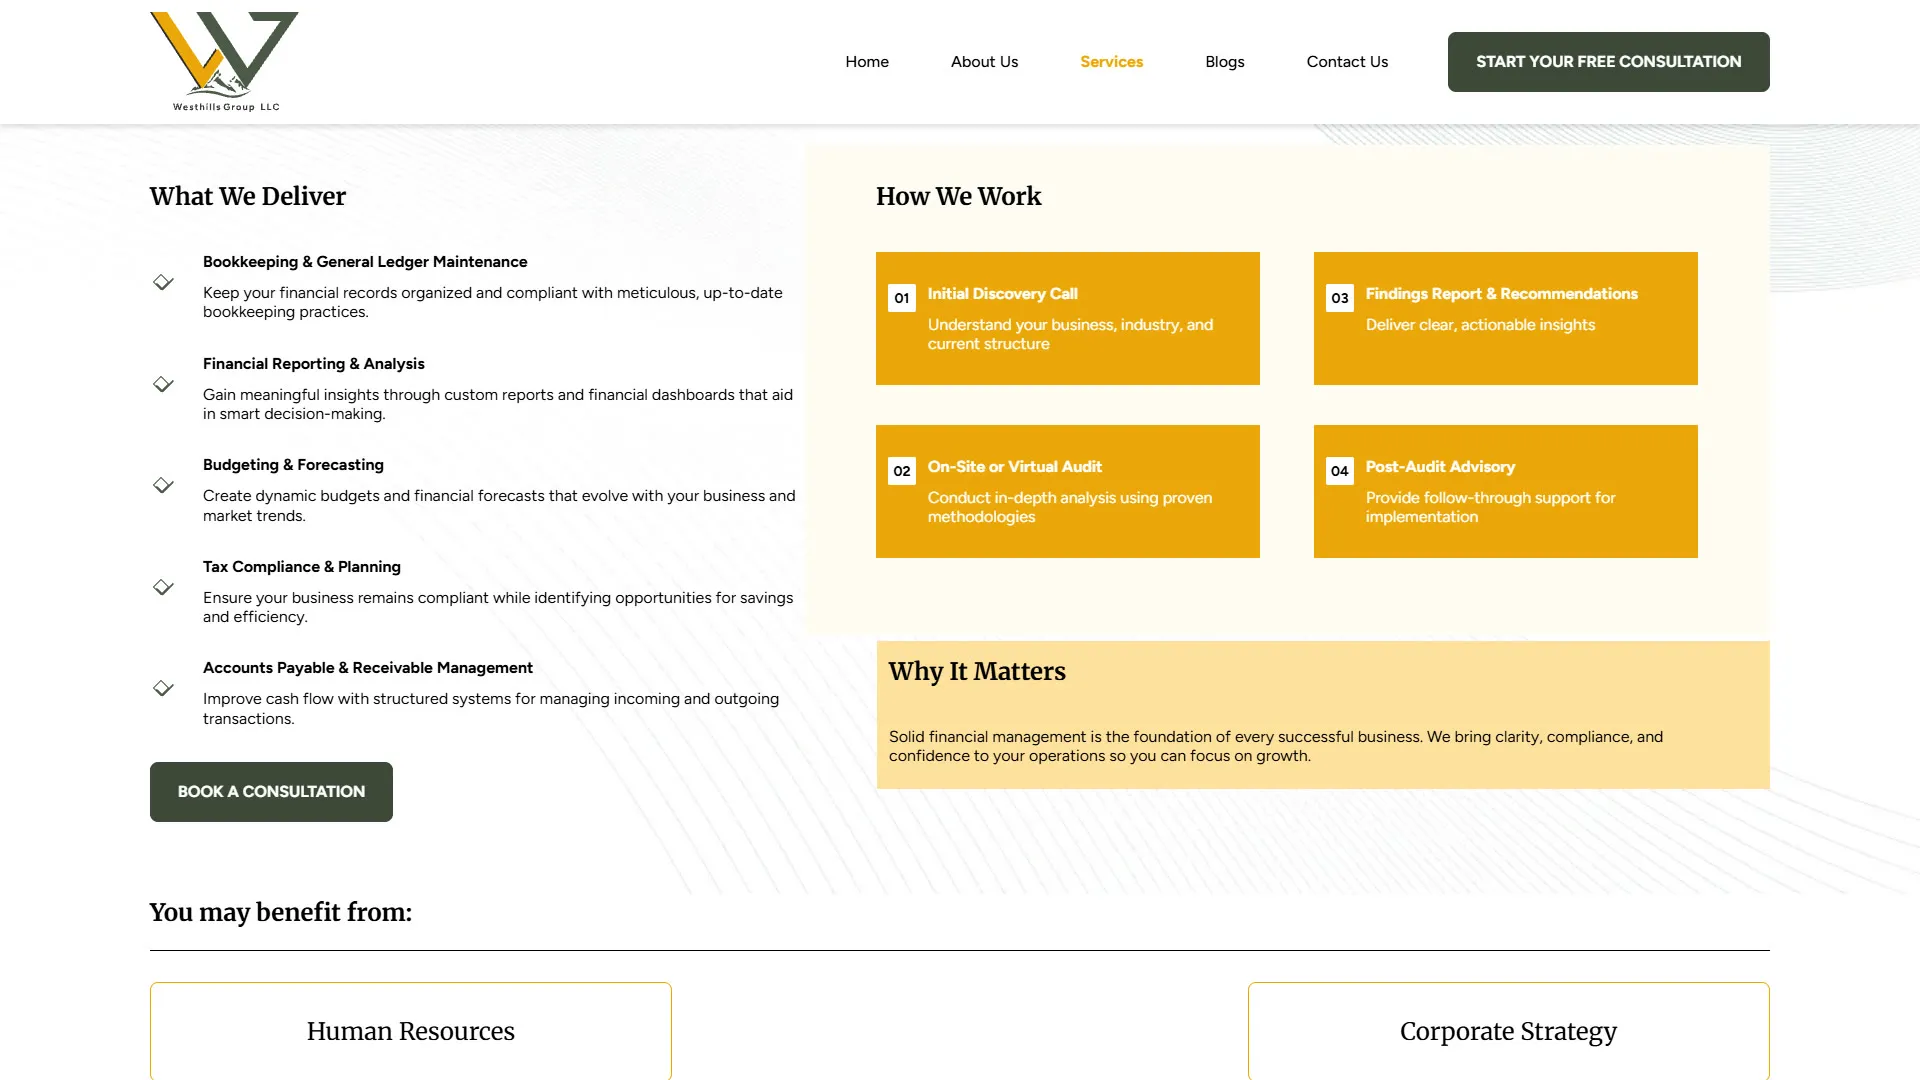 Westhills Group LLC
Home
About Us
Services
Blogs
Contact Us
START YOUR FREE CONSULTATION
What We Deliver
Bookkeeping & General Ledger Maintenance
Keep your financial records organized and compliant with meticulous, up-to-date
bookkeeping practices.
Financial Reporting & Analysis
Gain meaningful insights through custom reports and financial dashboards that aid
in smart decision-making.
Budgeting & Forecasting
Create dynamic budgets and financial forecasts that evolve with your business and
market trends.
Tax Compliance & Planning
Ensure your business remains compliant while identifying opportunities for savings
and efficiency.
Accounts Payable & Receivable Management
Improve cash flow with structured systems for managing incoming and outgoing
transactions.
BOOK A CONSULTATION
How We Work
01
Initial Discovery Call
Understand your business, industry, and
current structure
03
Findings Report & Recommendations
Deliver clear, actionable insights
02
On-Site or Virtual Audit
Conduct in-depth analysis using proven
methodologies
04
Post-Audit Advisory
Provide follow-through support for
implementation
Why It Matters
Solid financial management is the foundation of every successful business. We bring clarity, compliance, and
confidence to your operations so you can focus on growth.
You may benefit from:
Human Resources
Corporate Strategy